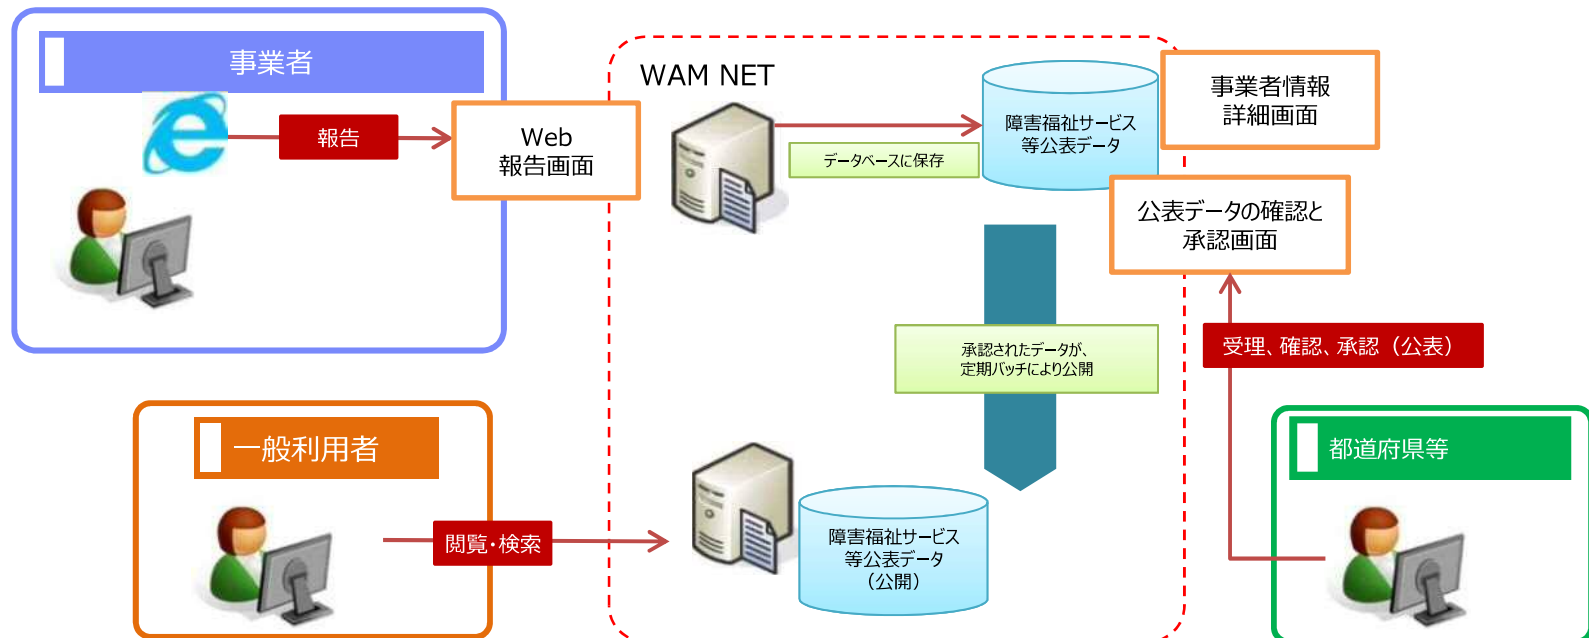 事業者
報告
Web
報告画面
WAM NET
データベースに保存
障害福祉サービス
等公表データ
事業者情報
詳細画面
公表データの確認と
承認画面
承認されたデータが、
定期バッチにより公開
受理、確認、承認（公表）
一般利用者
閲覧・検索
障害福祉サービス
等公表データ
（公開）
都道府県等